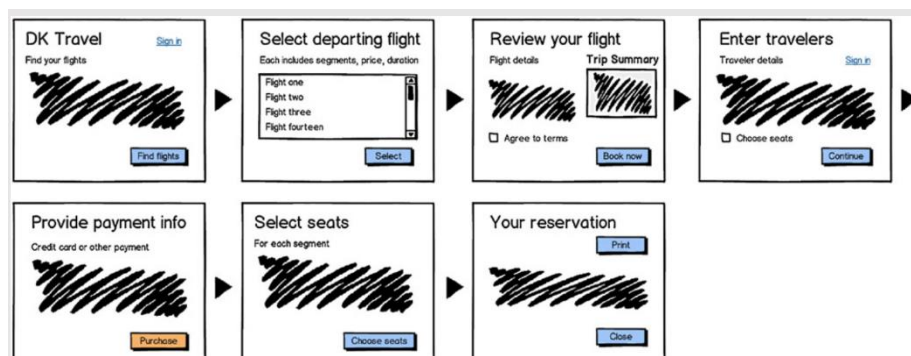 DK Travel
Sign in
Find your flights
Find flights
Select departing flight
Each includes segments, price, duration
Flight one
Flight two
Flight three
Flight fourteen
Select
Review your flight
Flight details
Trip Summary
Agree to terms
Book now
Enter travelers
Traveler details
Sign in
Choose seats
Continue
Provide payment info
Credit card or other payment
Purchase
Select seats
For each segment
Choose seats
Your reservation
Print
Close